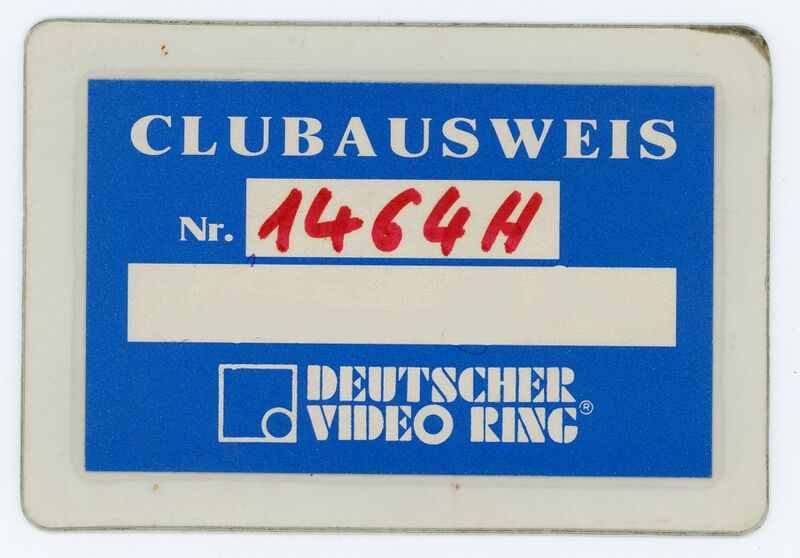 CLUBAUSWEIS
Nr. 1464H
DEUTSCHER
VIDEO RING®